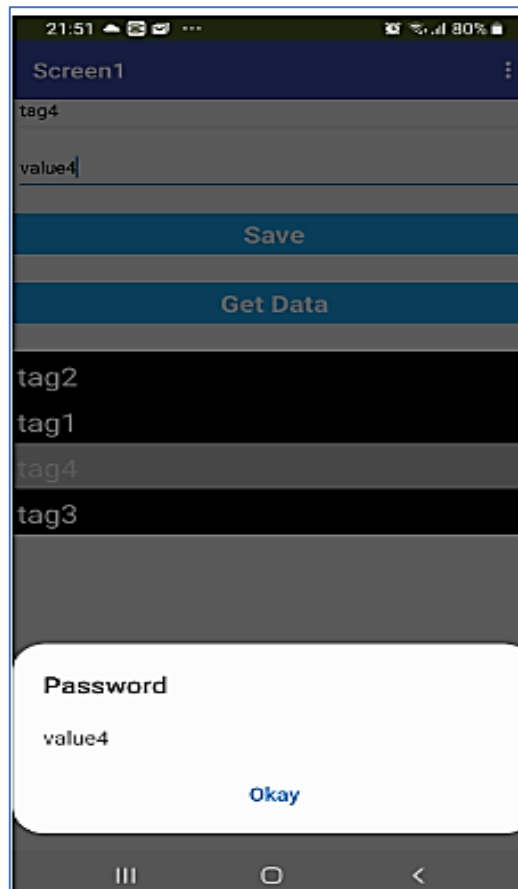 21:51 ...
80%
Screen1
tag4
value4
Save
Get Data
tag2
tag1
tag4
tag3
Password
value4
Okay